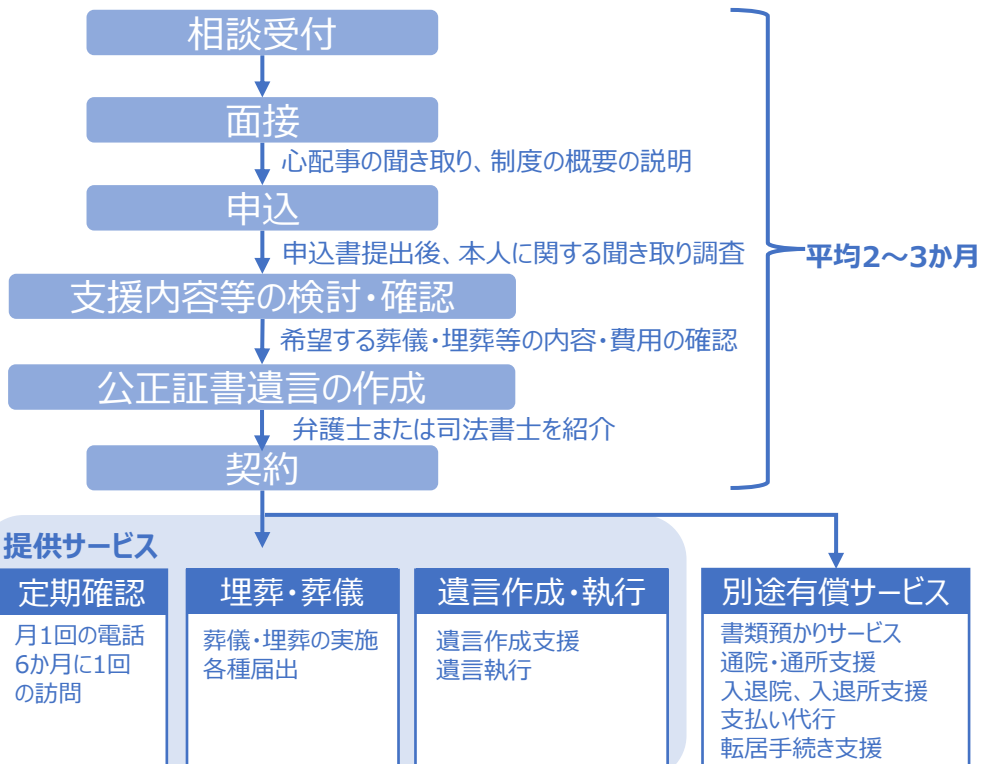 相談受付
面接
心配事の聞き取り、制度の概要の説明
申込
申込書提出後、本人に関する聞き取り調査
平均2～3か月
支援内容等の検討・確認
希望する葬儀・埋葬等の内容・費用の確認
公正証書遺言の作成
弁護士または司法書士を紹介
契約
提供サービス
定期確認
月1回の電話
6か月に1回
の訪問
埋葬・葬儀
葬儀・埋葬の実施
各種届出
遺言作成・執行
遺言作成支援
遺言執行
別途有償サービス
書類預かりサービス
通院・通所支援
入退院、入退所支援
支払い代行
転居手続き支援